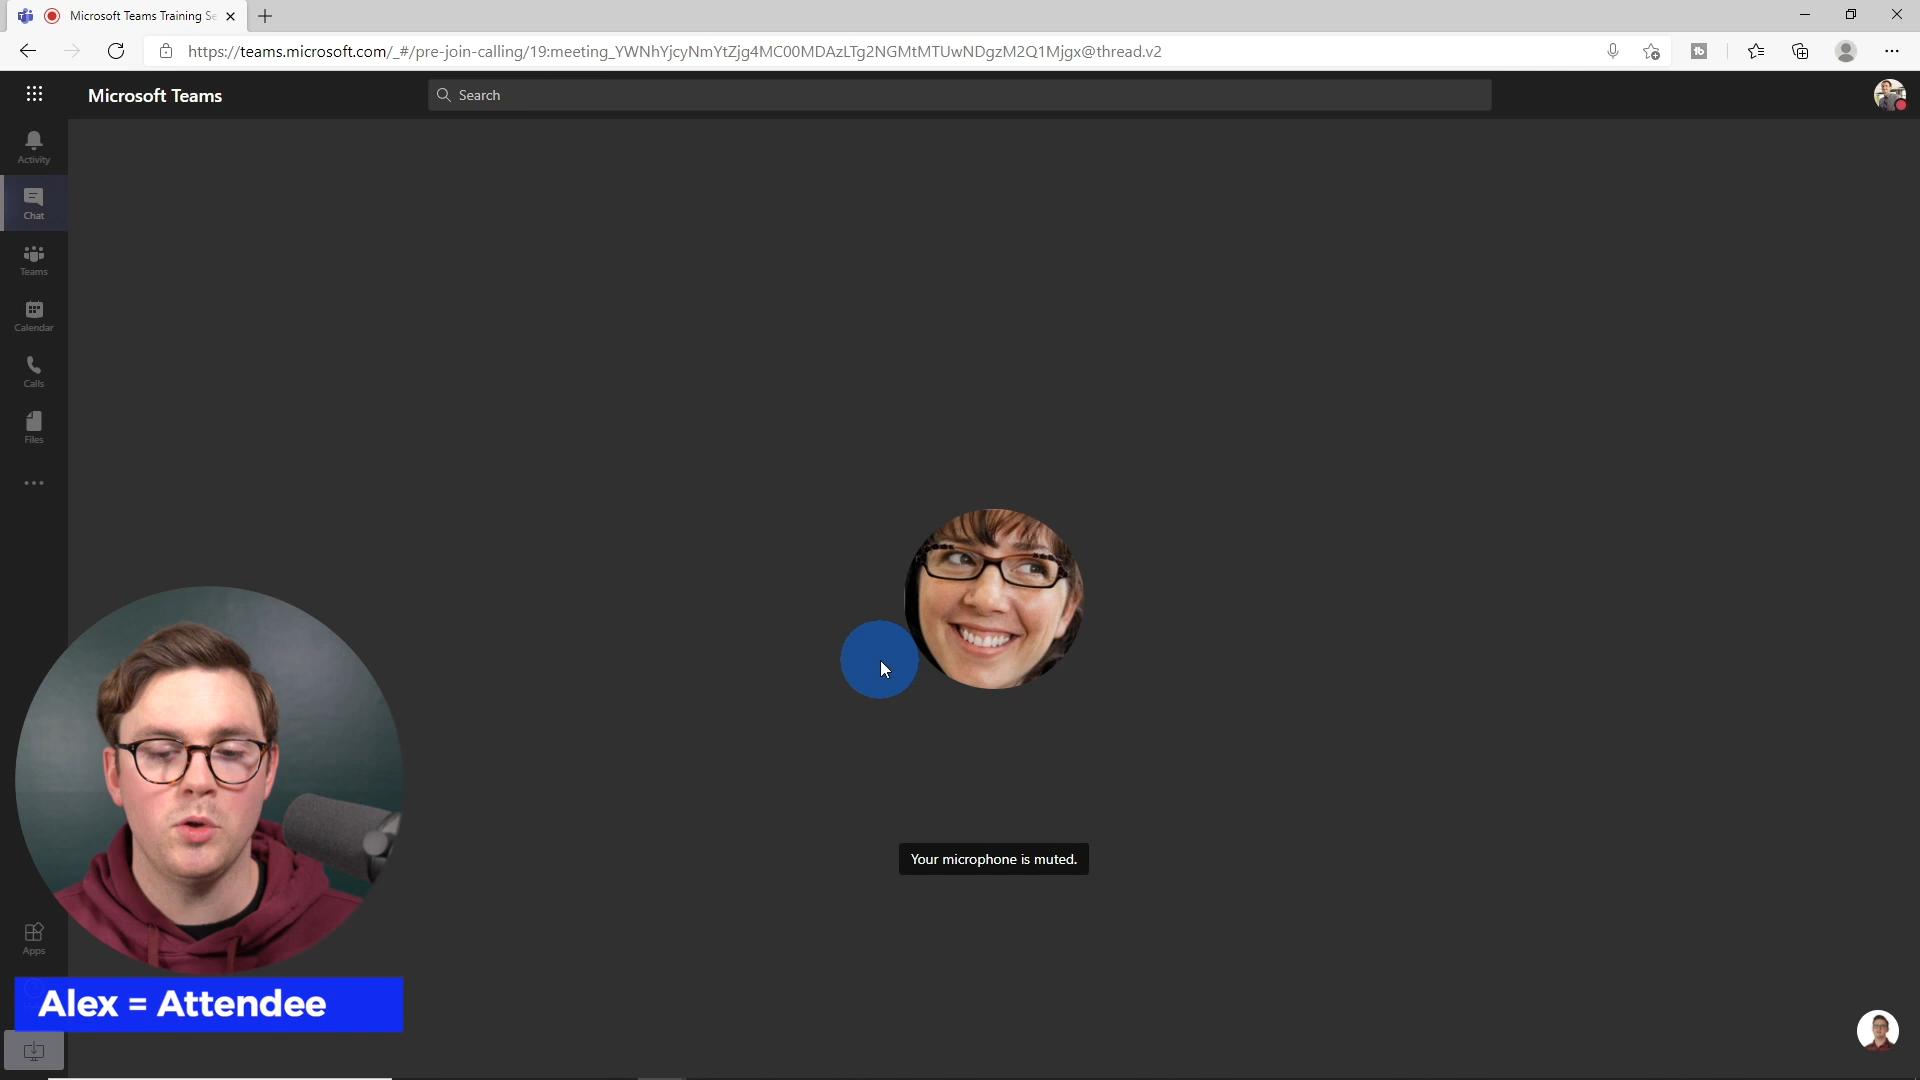 Microsoft Teams Training Se
https://teams.microsoft.com/_#/pre-join-calling/19:meeting_YWNhYjcyNmYtZjg4MC00MDAzLTg2NGMtMTUwNDgzM2Q1Mjgx@thread.v2
Microsoft Teams
Search
Activity
Chat
Teams
Calendar
Calls
Files
Your microphone is muted.
Apps
Alex = Attendee